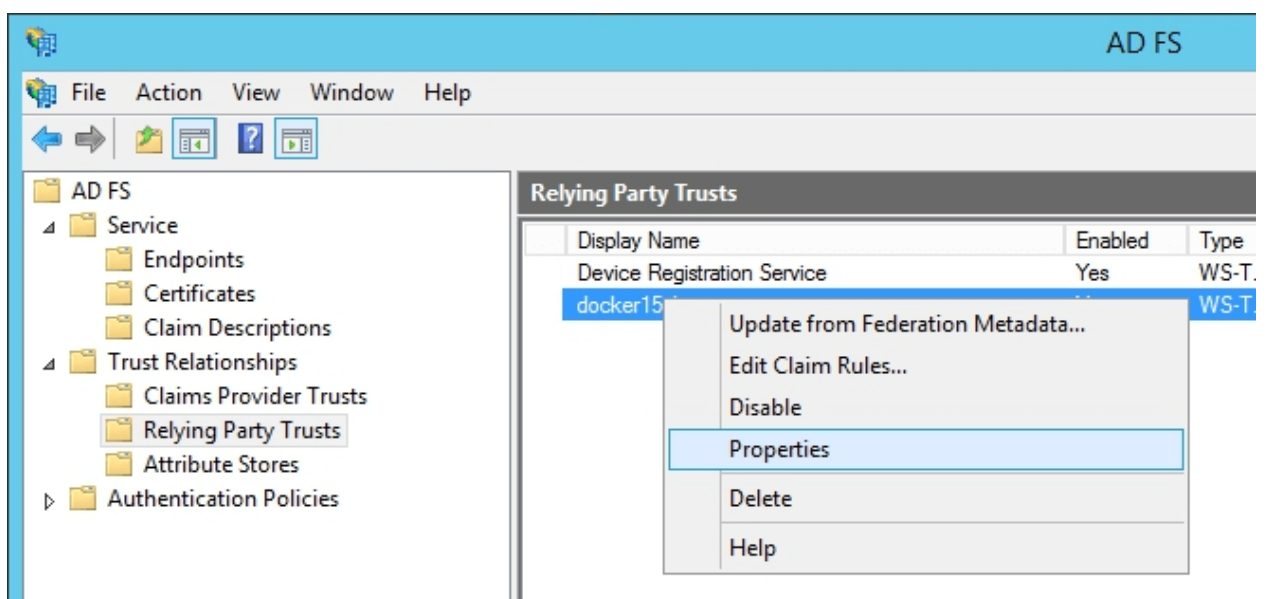 AD FS
File Action View Window Help
AD FS
Service
Endpoints
Certificates
Claim Descriptions
Trust Relationships
Claims Provider Trusts
Relying Party Trusts
Attribute Stores
Authentication Policies
Relying Party Trusts
Display Name Enabled Type
Device Registration Service Yes WS-T.
docker15 WS-T.
Update from Federation Metadata...
Edit Claim Rules...
Disable
Properties
Delete
Help